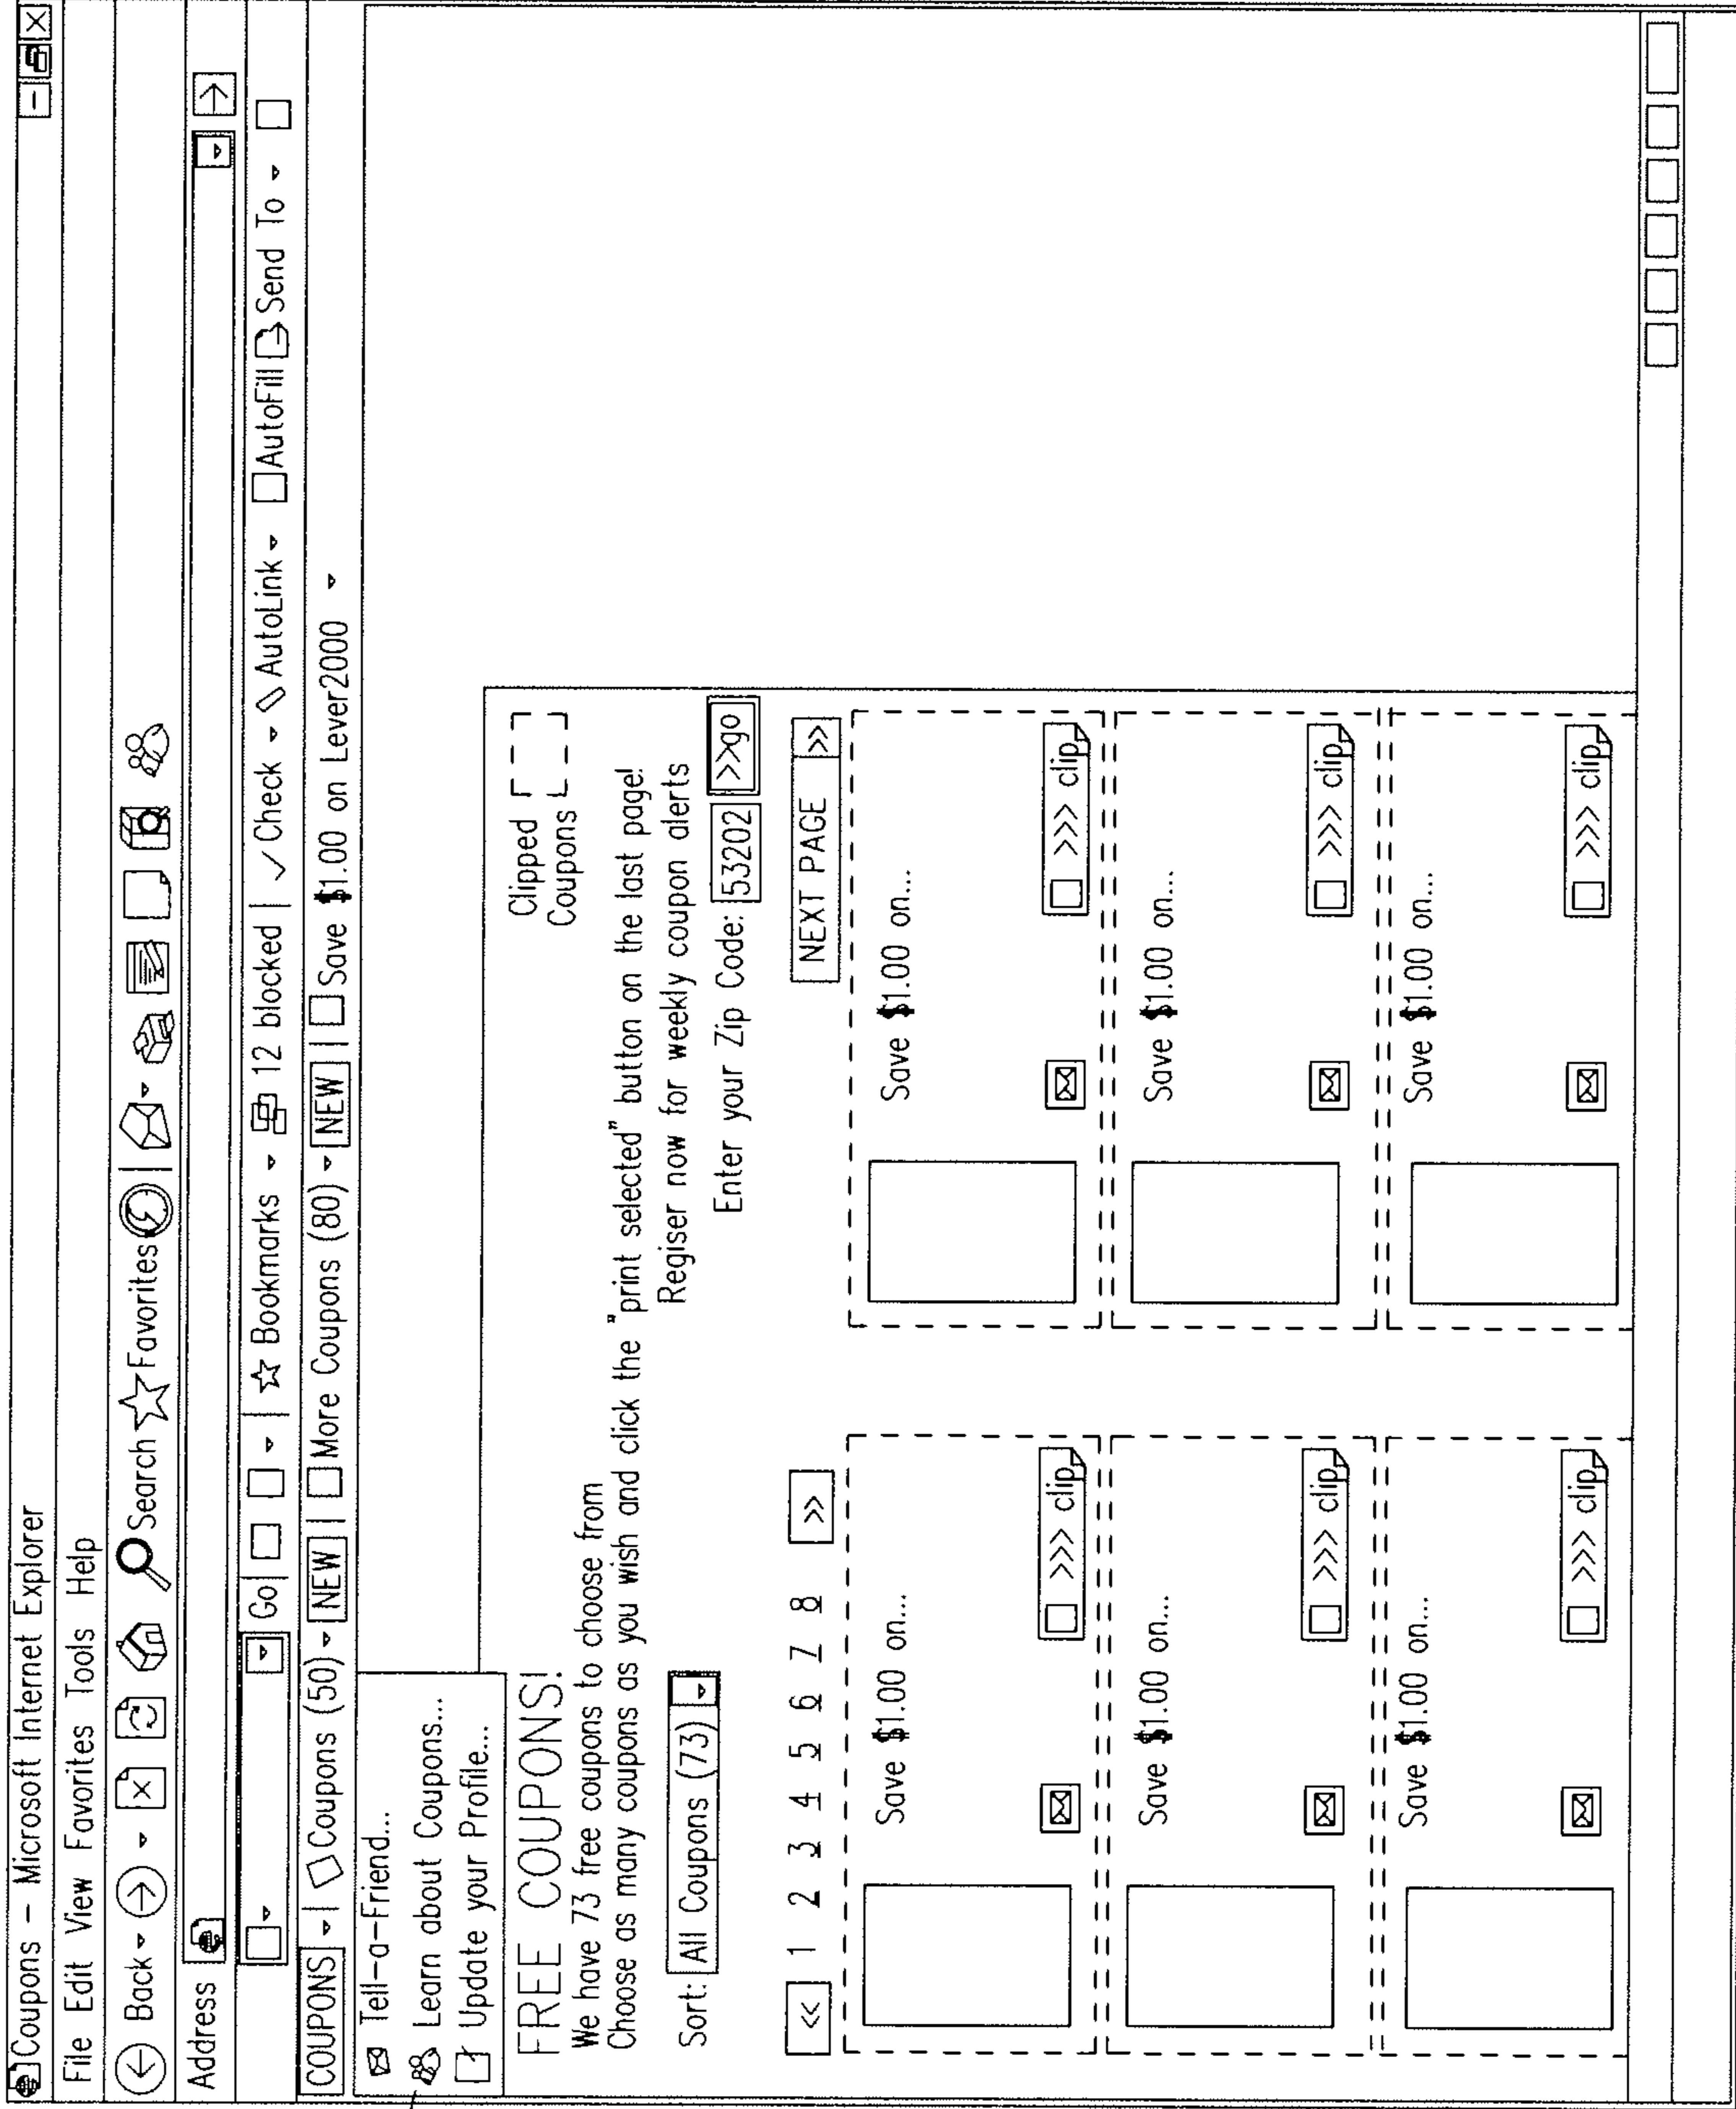 Coupons – Microsoft Internet Explorer
File Edit View Favorites Tools Help
Back Search Favorites
Address
Go Bookmarks 12 blocked Check AutoLink AutoFill Send To
COUPONS Coupons (50) NEW More Coupons (80) NEW Save $1.00 on Lever2000
Tell-a-Friend...
Learn about Coupons...
Update your Profile...
FREE COUPONS!
Clipped
Coupons
We have 73 free coupons to choose from
Choose as many coupons as you wish and click the "print selected" button on the last page!
Regiser now for weekly coupon alerts
Sort: All Coupons (73)
Enter your Zip Code: 53202 >>go
<< 1 2 3 4 5 6 7 8 >> NEXT PAGE >>
Save $1.00 on... Save $1.00 on...
>>> clip >>> clip
Save $1.00 on... Save $1.00 on...
>>> clip >>> clip
Save $1.00 on... Save $1.00 on...
>>> clip >>> clip